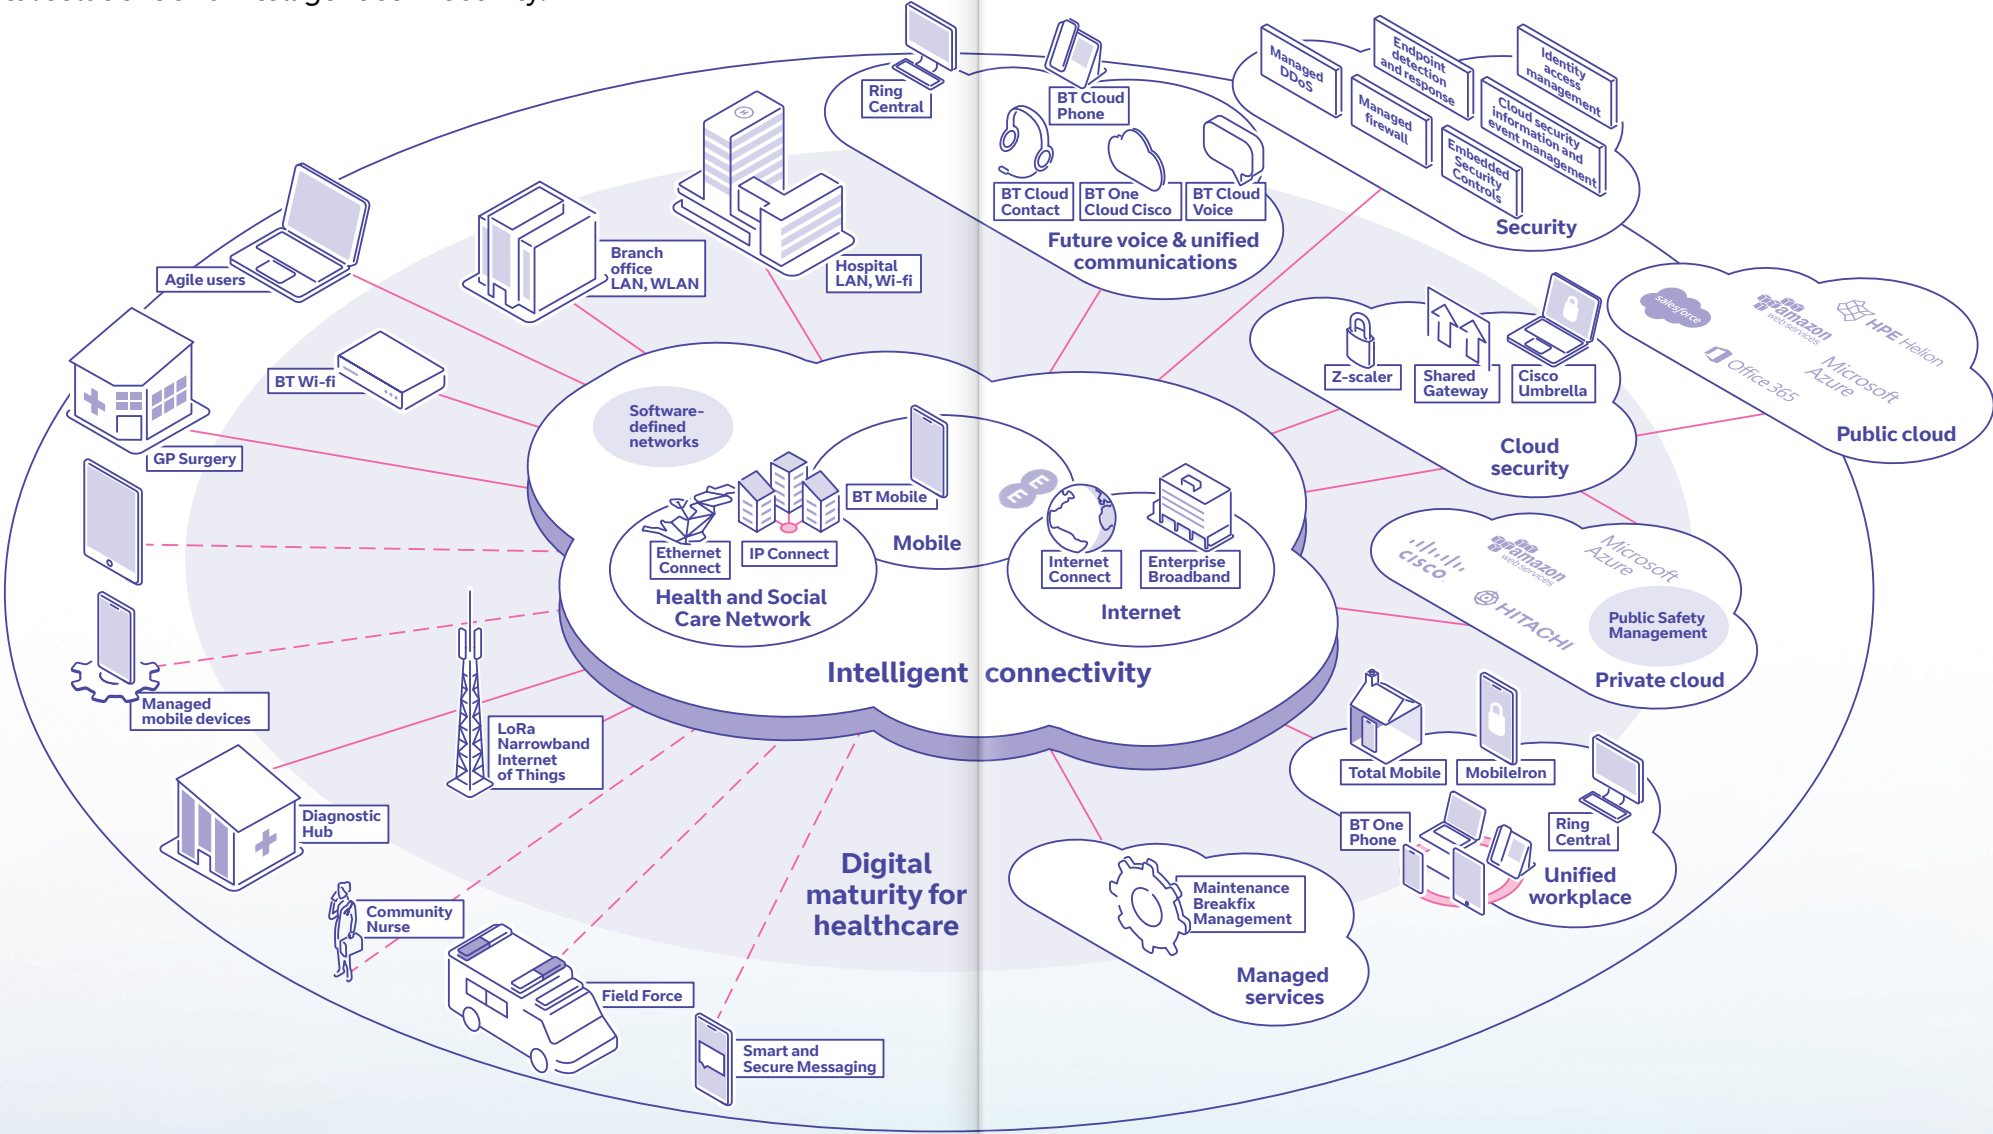 Ring
Central
BT Cloud
Phone
BT Cloud
Contact
BT One
Cloud Cisco
BT Cloud
Voice
Future voice & unified
communications
Managed
DDoS
Endpoint
detection
and response
Identity
access
management
Managed
firewall
Cloud security
information and
event management
Embedded
Security
Controls
Security
Agile users
Branch
office
LAN, WLAN
H
Hospital
LAN, Wi-fi
BT Wi-fi
GP Surgery
Z-scaler
Shared
Gateway
Cisco
Umbrella
Cloud
security
salesforce
amazon
web services
HPE Helion
Office 365
Microsoft
Azure
Public cloud
Software-
defined
networks
BT Mobile
Mobile
EE
Ethernet
Connect
IP Connect
Health and Social
Care Network
Internet
Connect
Enterprise
Broadband
Internet
Intelligent connectivity
CISCO
amazon
web services
Microsoft
Azure
HITACHI
Public Safety
Management
Private cloud
Managed
mobile devices
LoRa
Narrowband
Internet
of Things
Diagnostic
Hub
Community
Nurse
Field Force
Smart and
Secure Messaging
Digital
maturity for
healthcare
Total Mobile
MobileIron
BT One
Phone
Ring
Central
Unified
workplace
Maintenance
Breakfix
Management
Managed
services